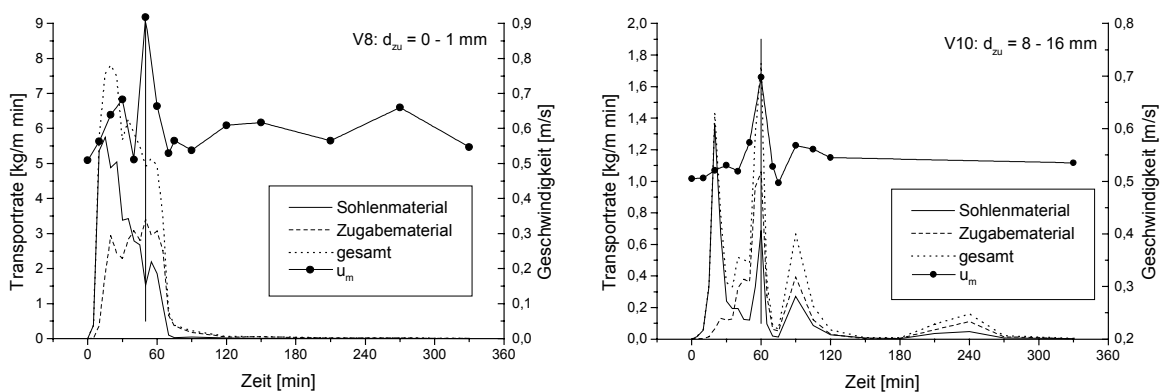 V8: dzu = 0 - 1 mm
Transportrate [kg/m min]
9
8
7
6
5
4
3
2
1
0
0,9
0,8
0,7
0,6
0,5
0,4
0,3
0,2
0,1
0,0
Geschwindigkeit [m/s]
Sohlenmaterial
Zugabematerial
gesamt
um
0 60 120 180 240 300 360
Zeit [min]
V10: dzu = 8 - 16 mm
Transportrate [kg/m min]
2,0
1,8
1,6
1,4
1,2
1,0
0,8
0,6
0,4
0,2
0,0
0,8
0,7
0,6
0,5
0,4
0,3
0,2
Geschwindigkeit [m/s]
Sohlenmaterial
Zugabematerial
gesamt
um
0 60 120 180 240 300 360
Zeit [min]